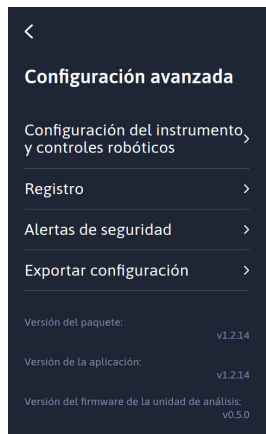 Configuración avanzada
Configuración del instrumento
y controles robóticos
Registro
Alertas de seguridad
Exportar configuración
Versión del paquete:
v1.2.14
Versión de la aplicación:
v1.2.14
Versión del firmware de la unidad de análisis:
v0.5.0